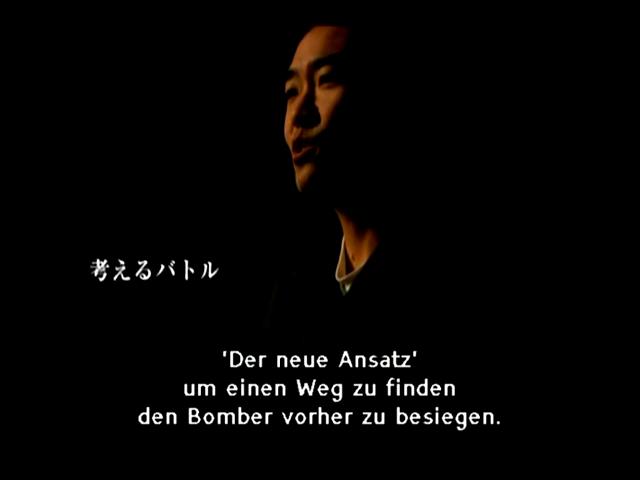 考えるバトル
'Der neue Ansatz'
um einen Weg zu finden
den Bomber vorher zu besiegen.